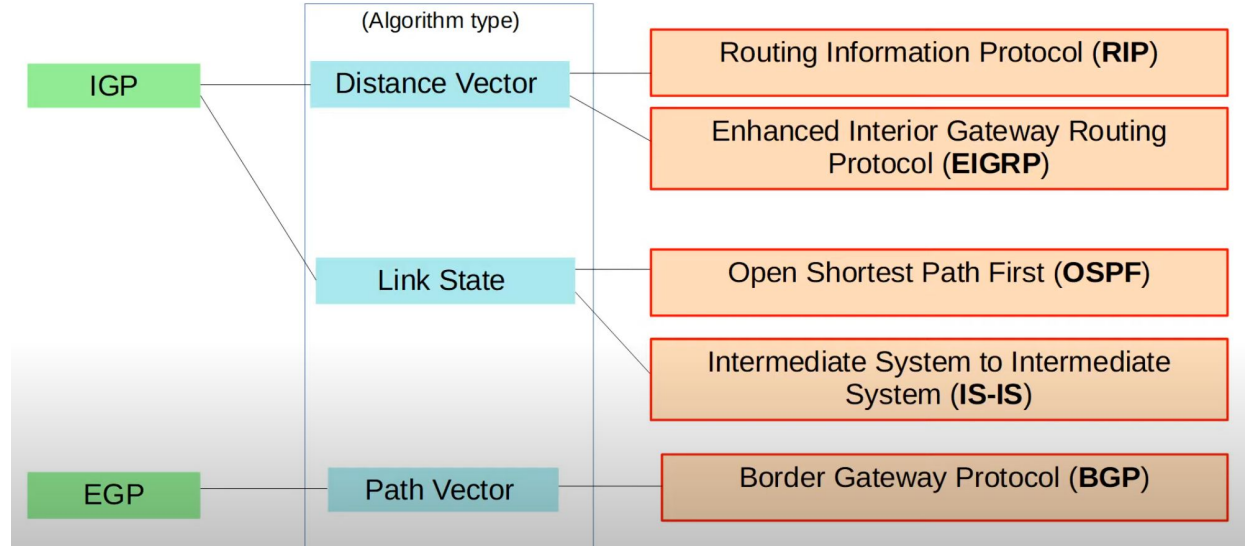 (Algorithm type)
IGP
Distance Vector
Routing Information Protocol (RIP)
Enhanced Interior Gateway Routing
Protocol (EIGRP)
Link State
Open Shortest Path First (OSPF)
Intermediate System to Intermediate
System (IS-IS)
EGP
Path Vector
Border Gateway Protocol (BGP)